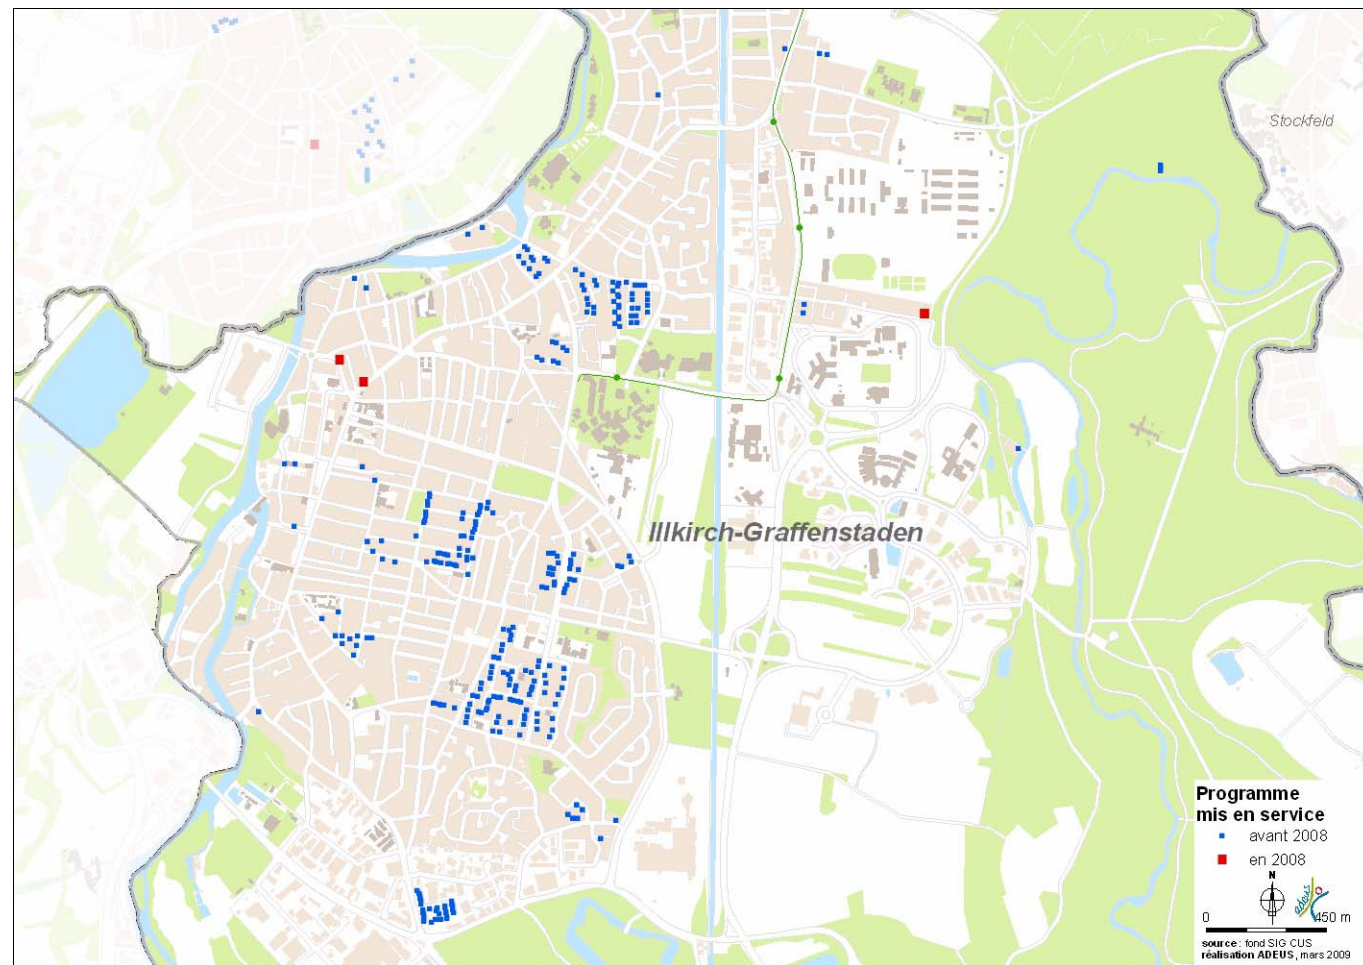 Stockfeld
Illkirch-Graffenstaden
Programme
mis en service
avant 2008
en 2008
N
adeus
0 450 m
source : fond SIG CUS
réalisation ADEUS, mars 2009